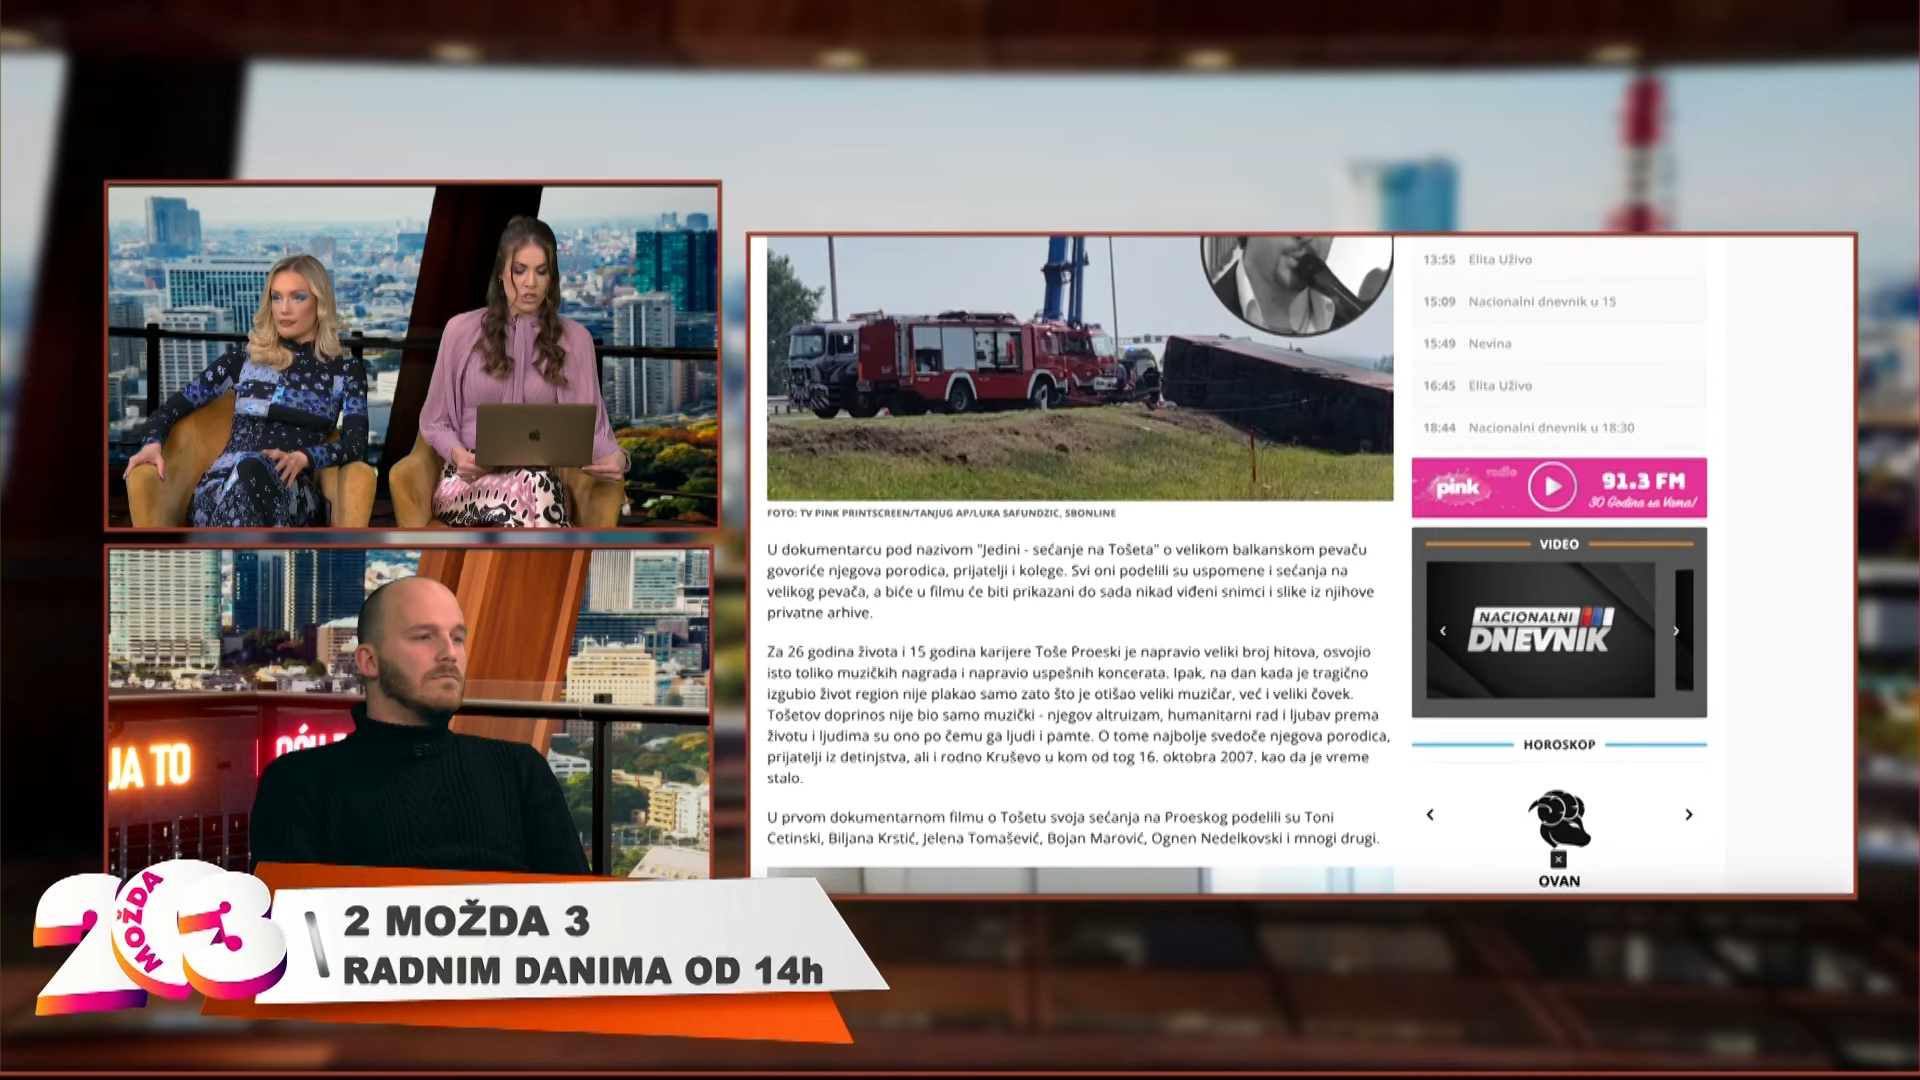 JA TO
2 MOŽDA 3
2 MOŽDA 3
RADNIM DANIMA OD 14h
FOTO: TV PINK PRINTSCREEN/TANJUG AP/LUKA SAFUNDZIC, SBONLINE
U dokumentarcu pod nazivom "Jedini - sećanje na Tošeta" o velikom balkanskom pevaču
govoriće njegova porodica, prijatelji i kolege. Svi oni podelili su uspomene i sećanja na
velikog pevača, a biće u filmu će biti prikazani do sada nikad viđeni snimci i slike iz njihove
privatne arhive.
Za 26 godina života i 15 godina karijere Toše Proeski je napravio veliki broj hitova, osvojio
isto toliko muzičkih nagrada i napravio uspešnih koncerata. Ipak, na dan kada je tragično
izgubio život region nije plakao samo zato što je otišao veliki muzičar, već i veliki čovek.
Tošetov doprinos nije bio samo muzički - njegov altruizam, humanitarni rad i ljubav prema
životu i ljudima su ono po čemu ga ljudi i pamte. O tome najbolje svedoče njegova porodica,
prijatelji iz detinjstva, ali i rodno Kruševo u kom od tog 16. oktobra 2007. kao da je vreme
stalo.
U prvom dokumentarnom filmu o Tošetu svoja sećanja na Proeskog podelili su Toni
Cetinski, Biljana Krstić, Jelena Tomašević, Bojan Marović, Ognen Nedelkovski i mnogi drugi.
13:55 Elita Uživo
15:09 Nacionalni dnevnik u 15
15:49 Nevina
16:45 Elita Uživo
18:44 Nacionalni dnevnik u 18:30
radio
pink
91.3 FM
30 Godina sa Vama!
VIDEO
NACIONALNI
DNEVNIK
HOROSKOP
OVAN